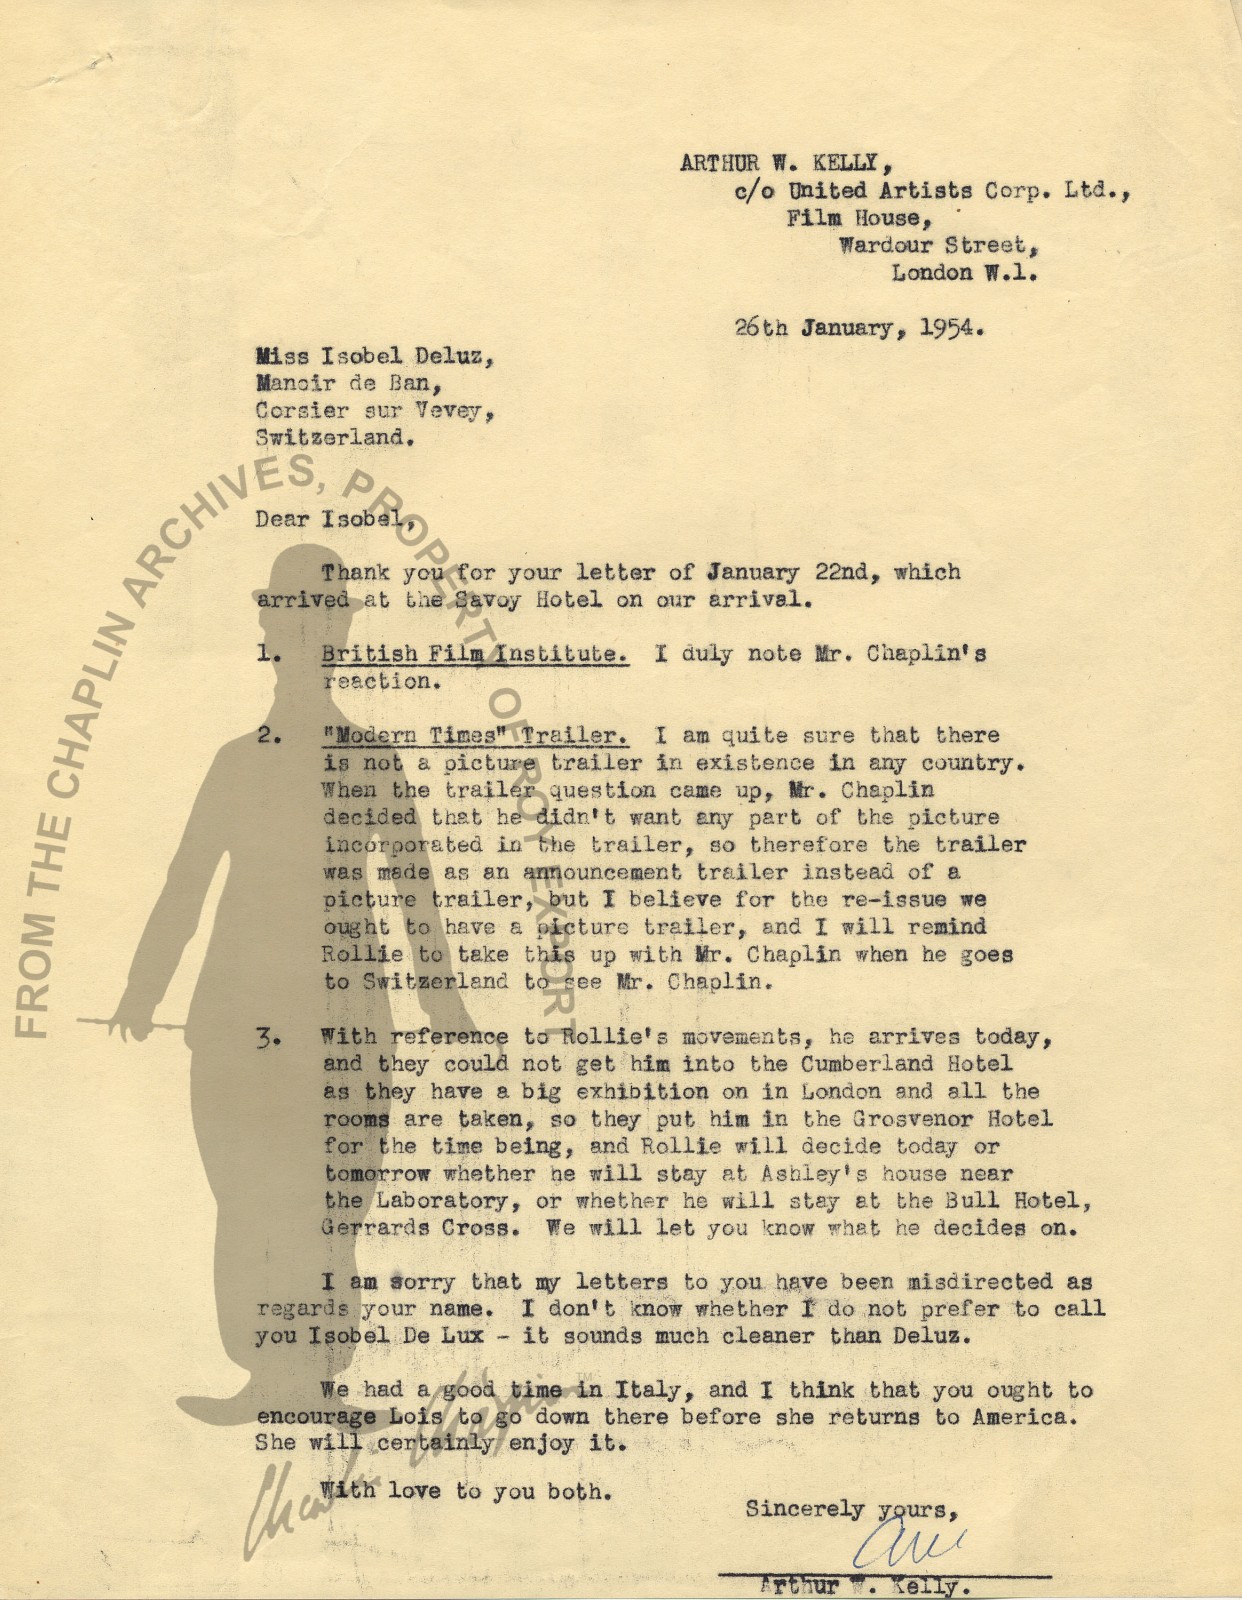 ARTHUR W. KELLY,
c/o United Artists Corp. Ltd.,
Film House,
Wardour Street,
London W.1.
26th January, 1954.
Miss Isobel Deluz,
Manoir de Ban,
Corsier sur Vevey,
Switzerland.
Dear Isobel,
Thank you for your letter of January 22nd, which
arrived at the Savoy Hotel on our arrival.
1. British Film Institute. I duly note Mr. Chaplin's
reaction.
2. "Modern Times" Trailer. I am quite sure that there
is not a picture trailer in existence in any country.
When the trailer question came up, Mr. Chaplin
decided that he didn't want any part of the picture
incorporated in the trailer, so therefore the trailer
was made as an announcement trailer instead of a
picture trailer, but I believe for the re-issue we
ought to have a picture trailer, and I will remind
Rollie to take this up with Mr. Chaplin when he goes
to Switzerland to see Mr. Chaplin.
3. With reference to Rollie's movements, he arrives today,
and they could not get him into the Cumberland Hotel
as they have a big exhibition on in London and all the
rooms are taken, so they put him in the Grosvenor Hotel
for the time being, and Rollie will decide today or
tomorrow whether he will stay at Ashley's house near
the Laboratory, or whether he will stay at the Bull Hotel,
Gerrards Cross. We will let you know what he decides on.
I am sorry that my letters to you have been misdirected as
regards your name. I don't know whether I do not prefer to call
you Isobel De Lux - it sounds much cleaner than Deluz.
We had a good time in Italy, and I think that you ought to
encourage Lois to go down there before she returns to America.
She will certainly enjoy it.
With love to you both.
Sincerely yours,
Arthur W. Kelly.
FROM THE CHAPLIN ARCHIVES, PROPERTY OF ROY EXPORT
Charlie Chaplin